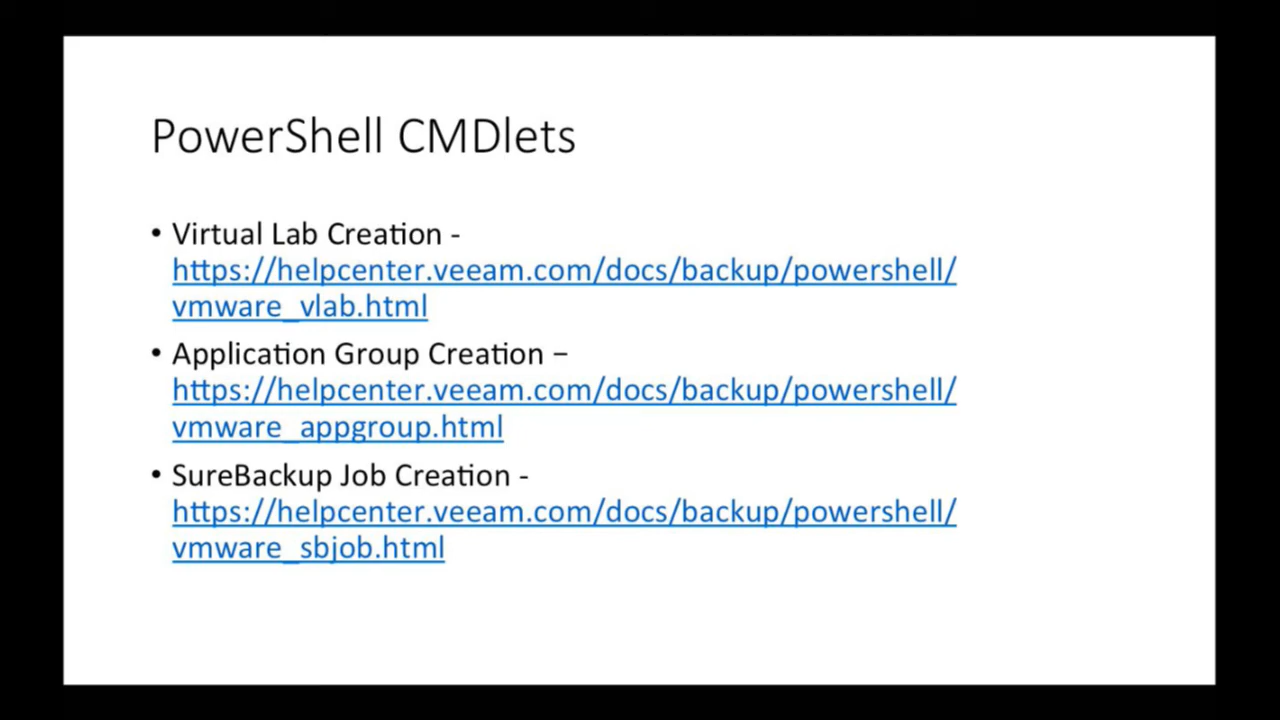 PowerShell CMDlets
• Virtual Lab Creation -
https://helpcenter.veeam.com/docs/backup/powershell/
vmware_vlab.html
• Application Group Creation –
https://helpcenter.veeam.com/docs/backup/powershell/
vmware_appgroup.html
• SureBackup Job Creation -
https://helpcenter.veeam.com/docs/backup/powershell/
vmware_sbjob.html